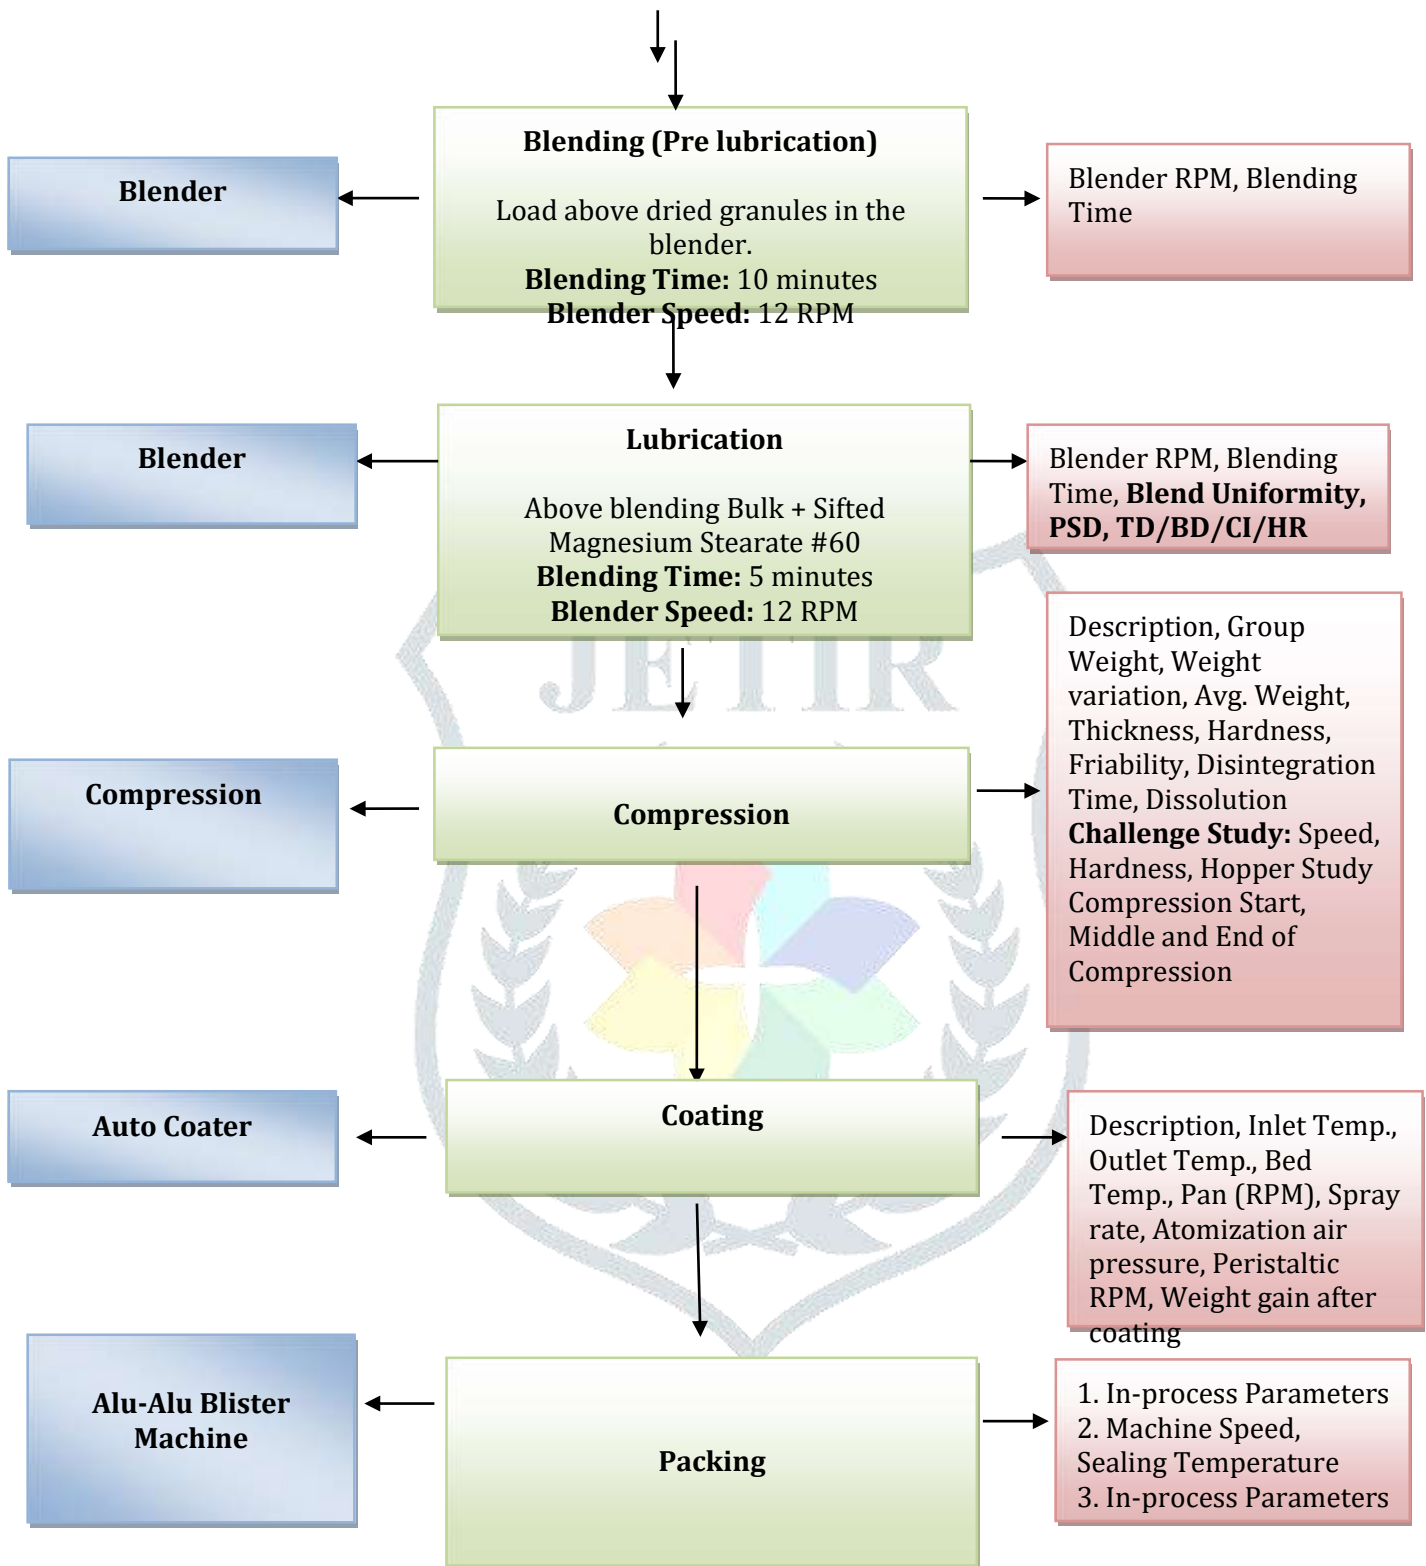 Blending (Pre lubrication)
Load above dried granules in the
blender.
Blending Time: 10 minutes
Blender Speed: 12 RPM
Blender
Blender RPM, Blending
Time
Lubrication
Above blending Bulk + Sifted
Magnesium Stearate #60
Blending Time: 5 minutes
Blender Speed: 12 RPM
Blender
Blender RPM, Blending
Time, Blend Uniformity,
PSD, TD/BD/CI/HR
JETIR
Compression
Compression
Description, Group
Weight, Weight
variation, Avg. Weight,
Thickness, Hardness,
Friability, Disintegration
Time, Dissolution
Challenge Study: Speed,
Hardness, Hopper Study
Compression Start,
Middle and End of
Compression
Auto Coater
Coating
Description, Inlet Temp.,
Outlet Temp., Bed
Temp., Pan (RPM), Spray
rate, Atomization air
pressure, Peristaltic
RPM, Weight gain after
coating
Alu-Alu Blister
Machine
Packing
1. In-process Parameters
2. Machine Speed,
Sealing Temperature
3. In-process Parameters